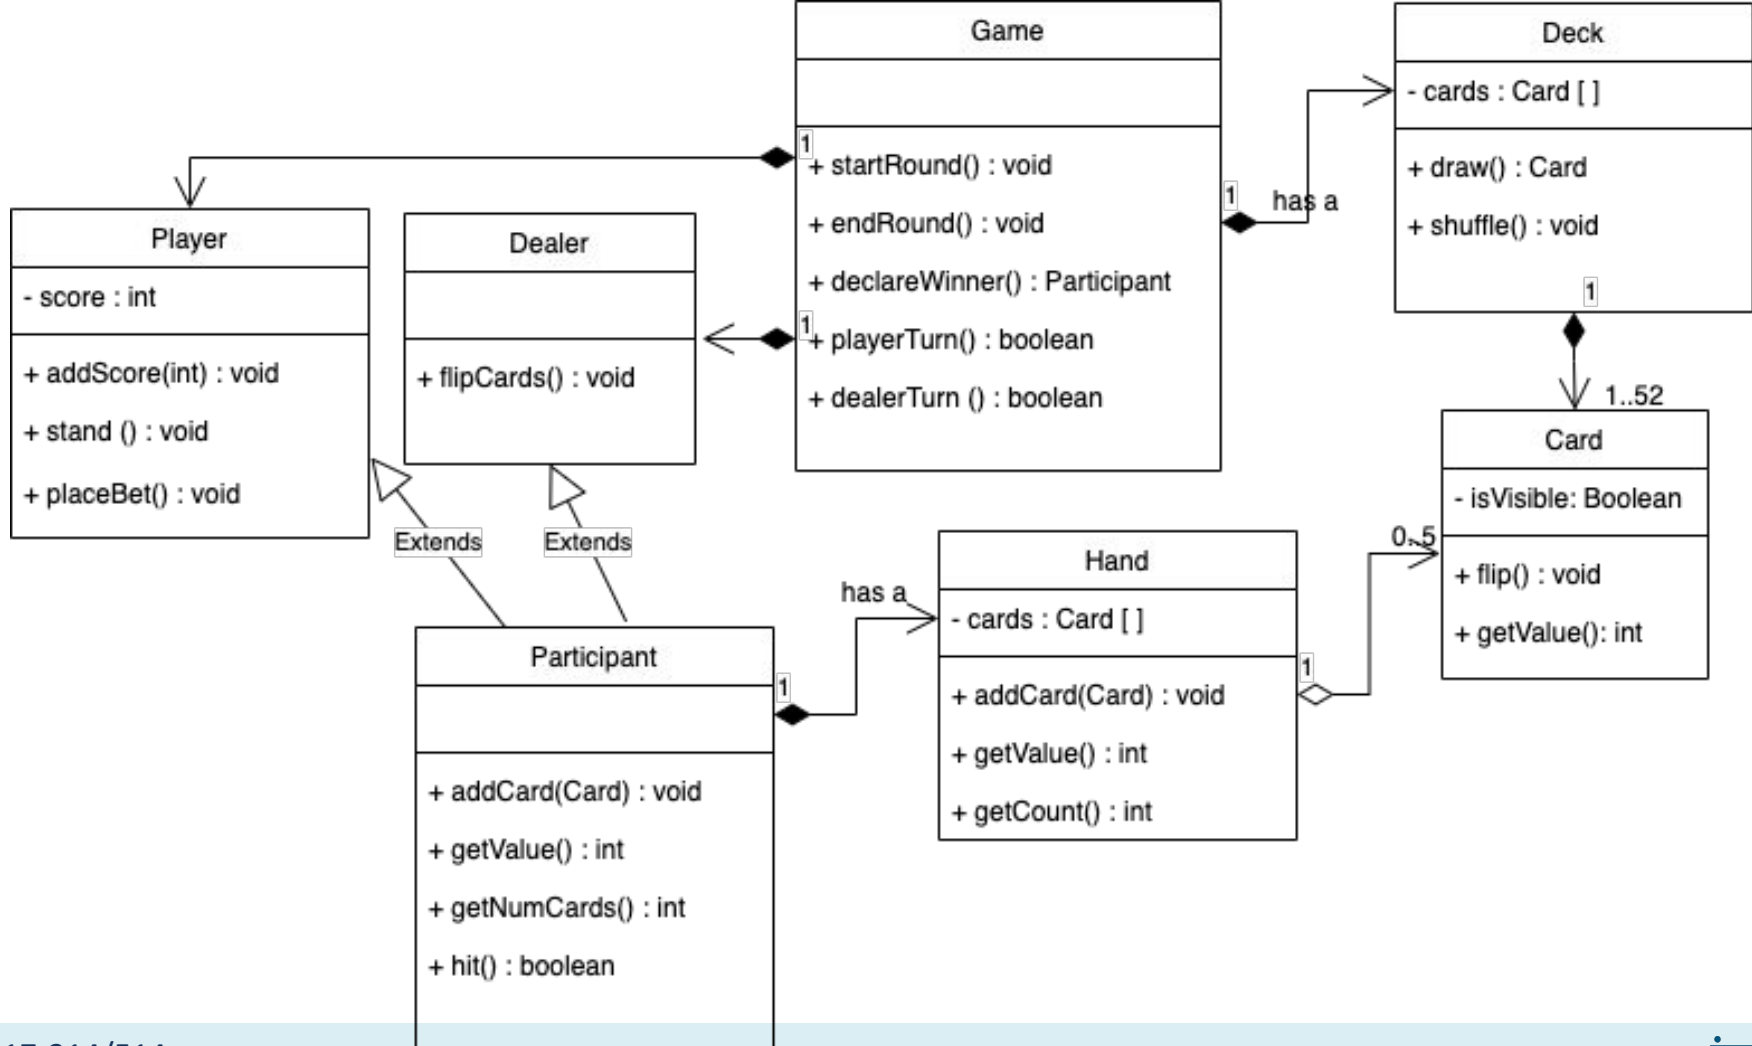 Game
+ startRound() : void
+ endRound() : void
+ declareWinner() : Participant
+ playerTurn() : boolean
+ dealerTurn () : boolean
1
1
1
has a
Deck
- cards : Card [ ]
+ draw() : Card
+ shuffle() : void
1
1..52
Player
- score : int
+ addScore(int) : void
+ stand () : void
+ placeBet() : void
Dealer
+ flipCards() : void
Extends
Extends
Card
- isVisible: Boolean
+ flip() : void
+ getValue(): int
0..5
Hand
- cards : Card [ ]
+ addCard(Card) : void
+ getValue() : int
+ getCount() : int
1
has a
Participant
1
+ addCard(Card) : void
+ getValue() : int
+ getNumCards() : int
+ hit() : boolean